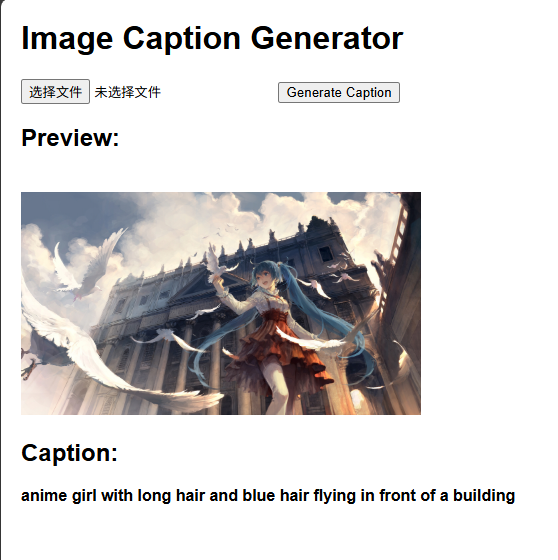 Image Caption Generator
选择文件 未选择文件 Generate Caption
Preview:
Caption:
anime girl with long hair and blue hair flying in front of a building